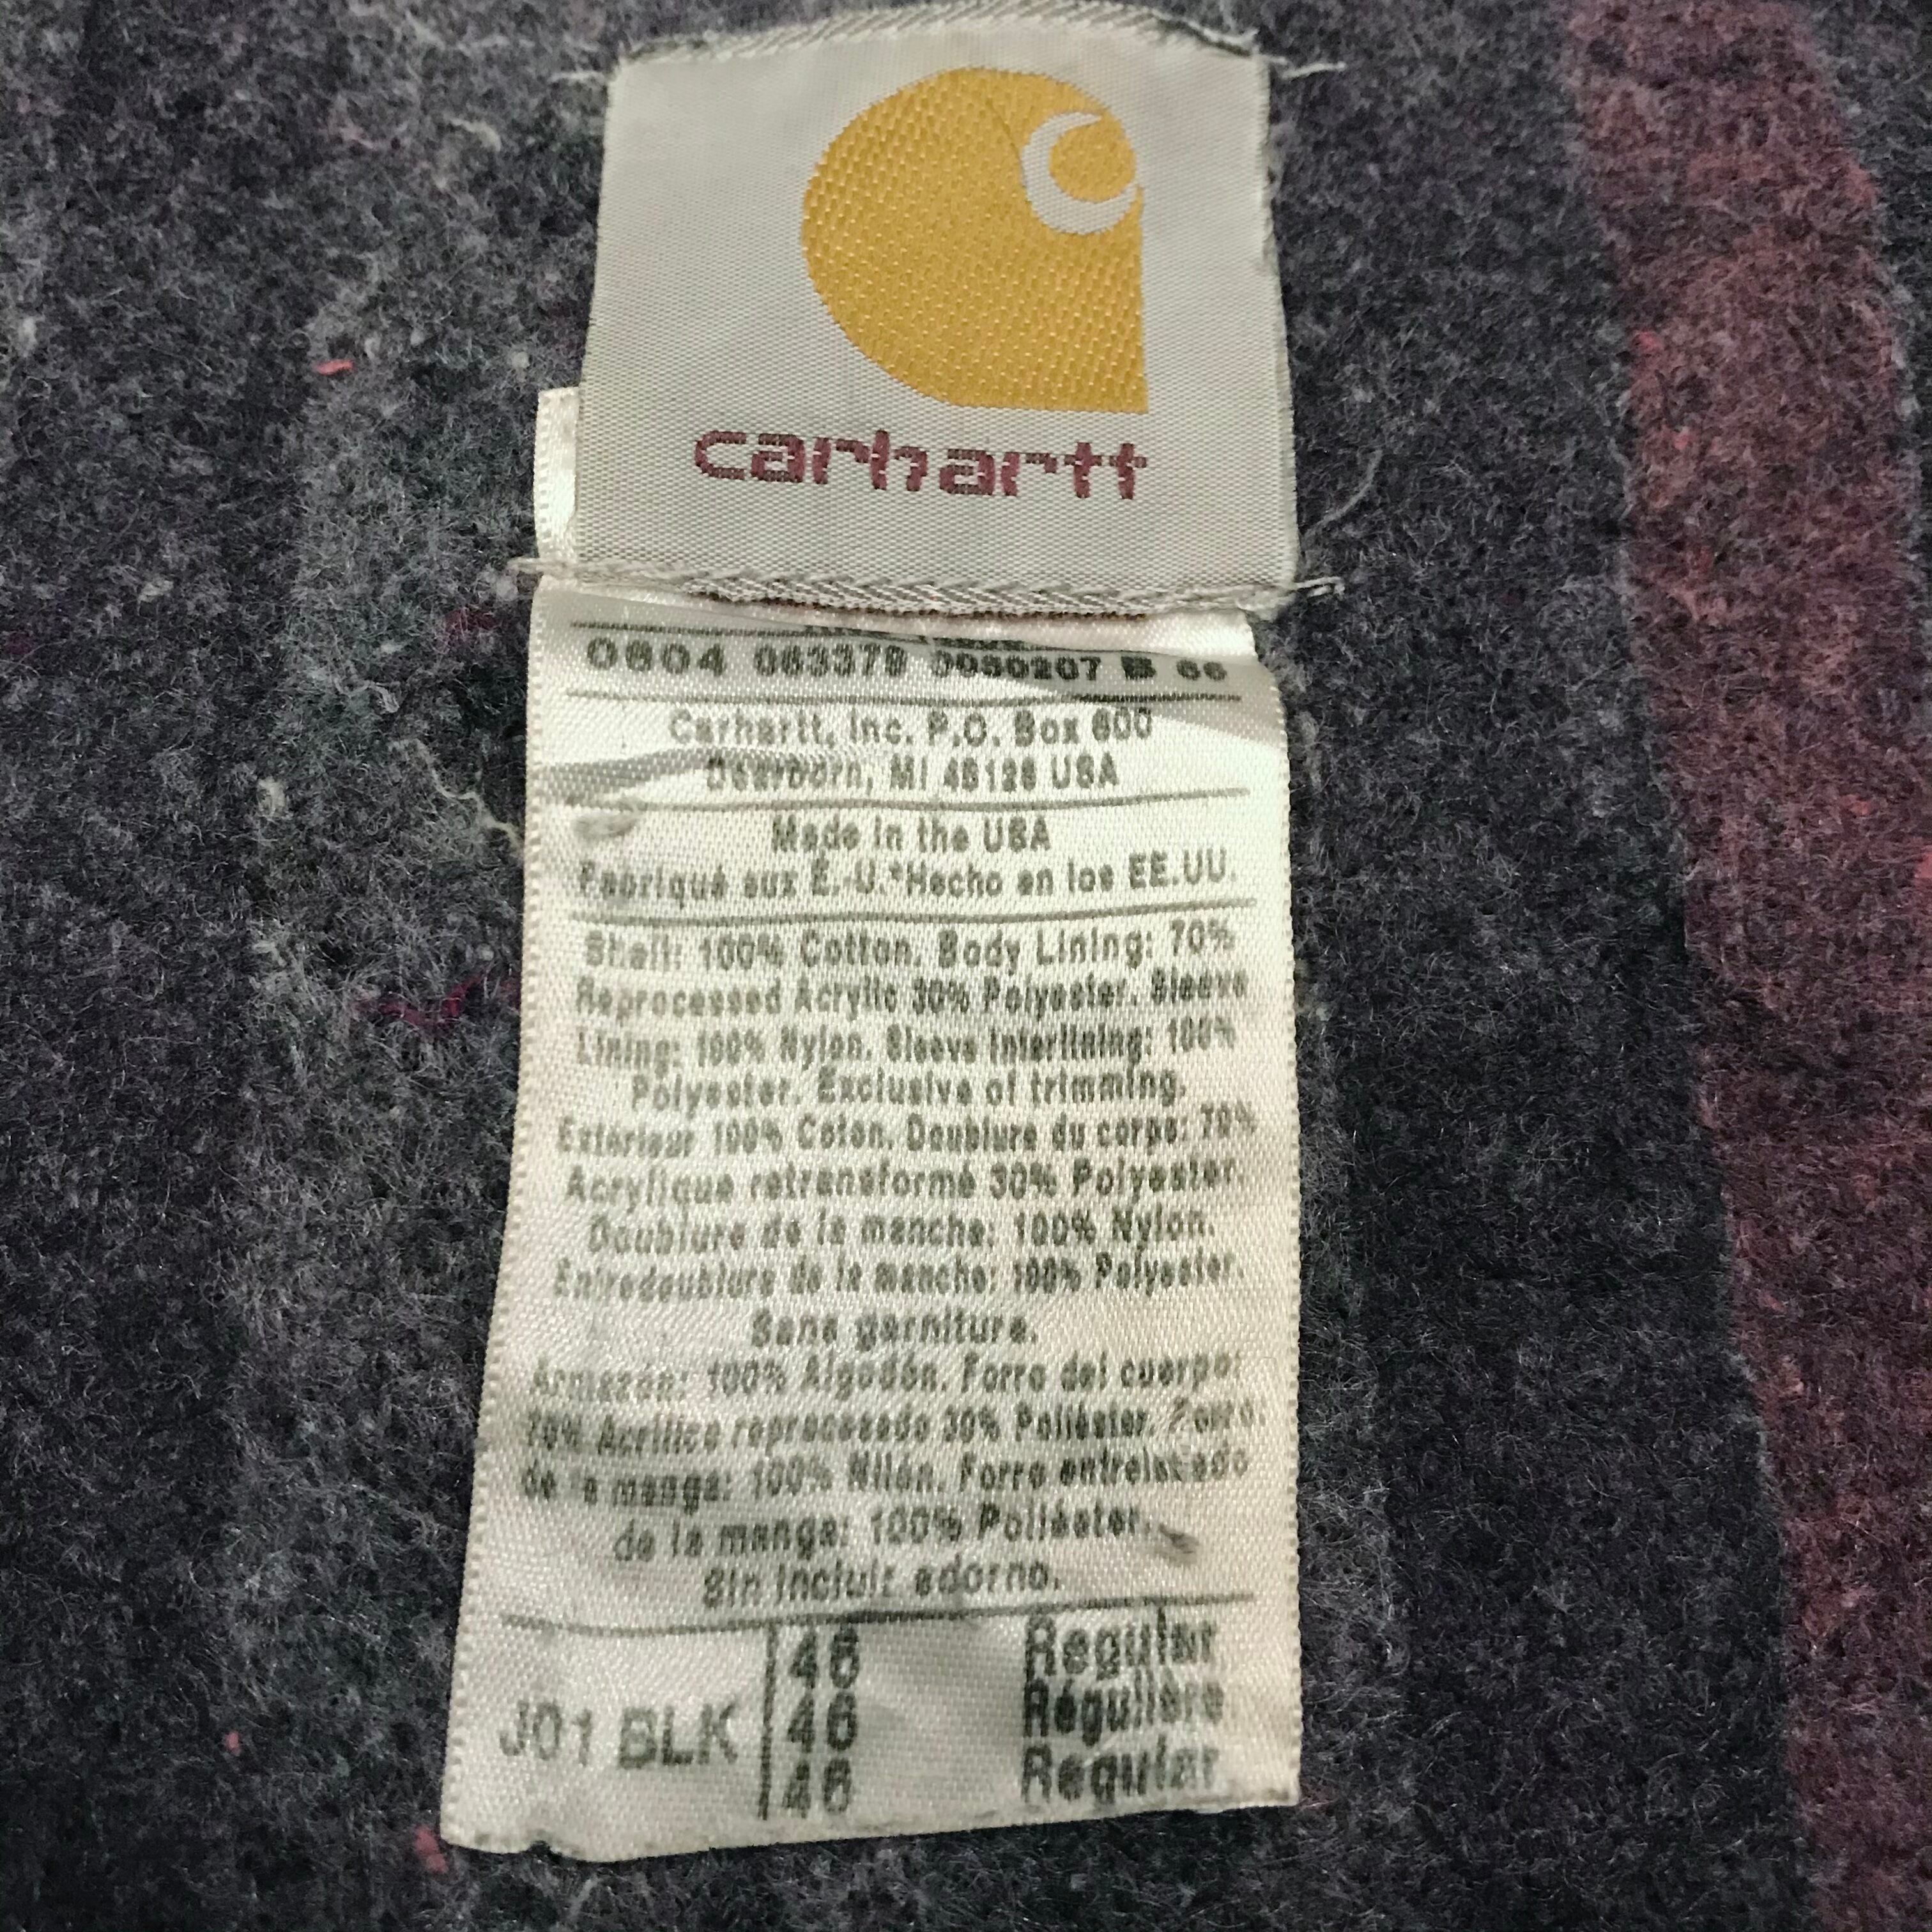 carhartt
0604 063379 0050207 B 66
Carhartt, Inc. P.O. Box 600
Dearborn, MI 48126 USA
Made in the USA
Fabriqué aux É.-U.*Hecho en los EE.UU.
Shell: 100% Cotton. Body Lining: 70%
Reprocessed Acrylic 30% Polyester. Sleeve
Lining: 100% Nylon. Sleeve Interlining: 100%
Polyester. Exclusive of trimming.
Exterieur 100% Coton. Doublure du corps: 70%
Acrylique retransformé 30% Polyester
Doublure de la manche: 100% Nylon.
Entredoublure de la manche: 100% Polyester.
Sans garniture.
Armazón: 100% Algodón. Forro del cuerpo:
70% Acrílico reprocesado 30% Poliéster. Forro
de la manga: 100% Nilón. Forro entrelazado
de la manga: 100% Poliéster.
Sin incluir adorno.
J01 BLK
46 Regular
46 Régulière
46 Regular